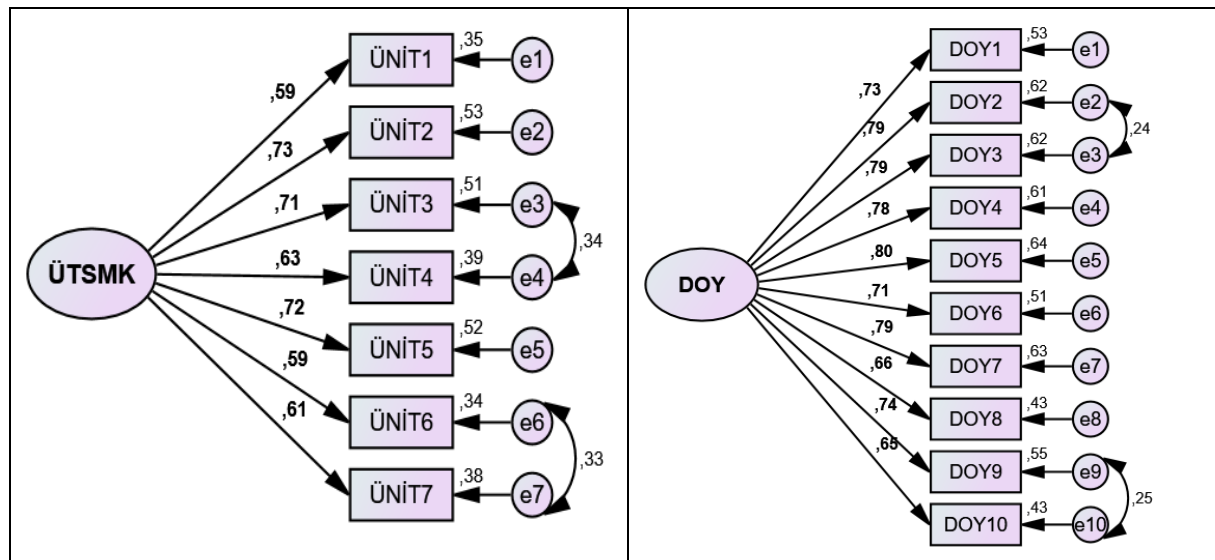 ÜTSMK
,59
ÜNİT1
,35
e1
,73
ÜNİT2
,53
e2
,71
ÜNİT3
,51
e3
,63
ÜNİT4
,39
e4
,34
,72
ÜNİT5
,52
e5
,59
ÜNİT6
,34
e6
,61
ÜNİT7
,38
e7
,33
DOY
,73
DOY1
,53
e1
,79
DOY2
,62
e2
,79
DOY3
,62
e3
,24
,78
DOY4
,61
e4
,80
DOY5
,64
e5
,71
DOY6
,51
e6
,79
DOY7
,63
e7
,66
DOY8
,43
e8
,74
DOY9
,55
e9
,65
DOY10
,43
e10
,25